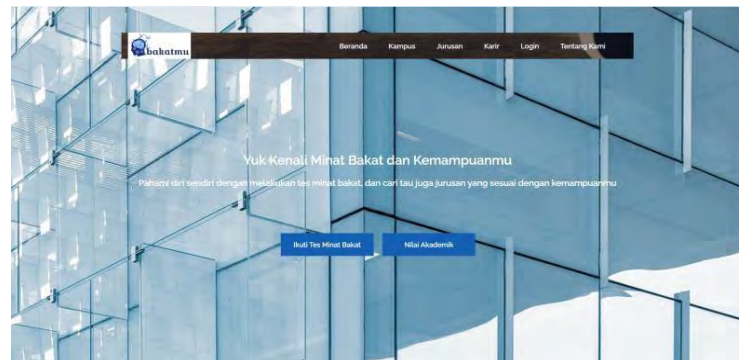 bakatmu
Beranda Kampus Jurusan Karir Login Tentang Kami
Yuk Kenali Minat Bakat dan Kemampuanmu
Pahami diri sendiri dengan melakukan tes minat bakat, dan cari tau juga jurusan yang sesuai dengan kemampuanmu
Ikuti Tes Minat Bakat Nilai Akademik